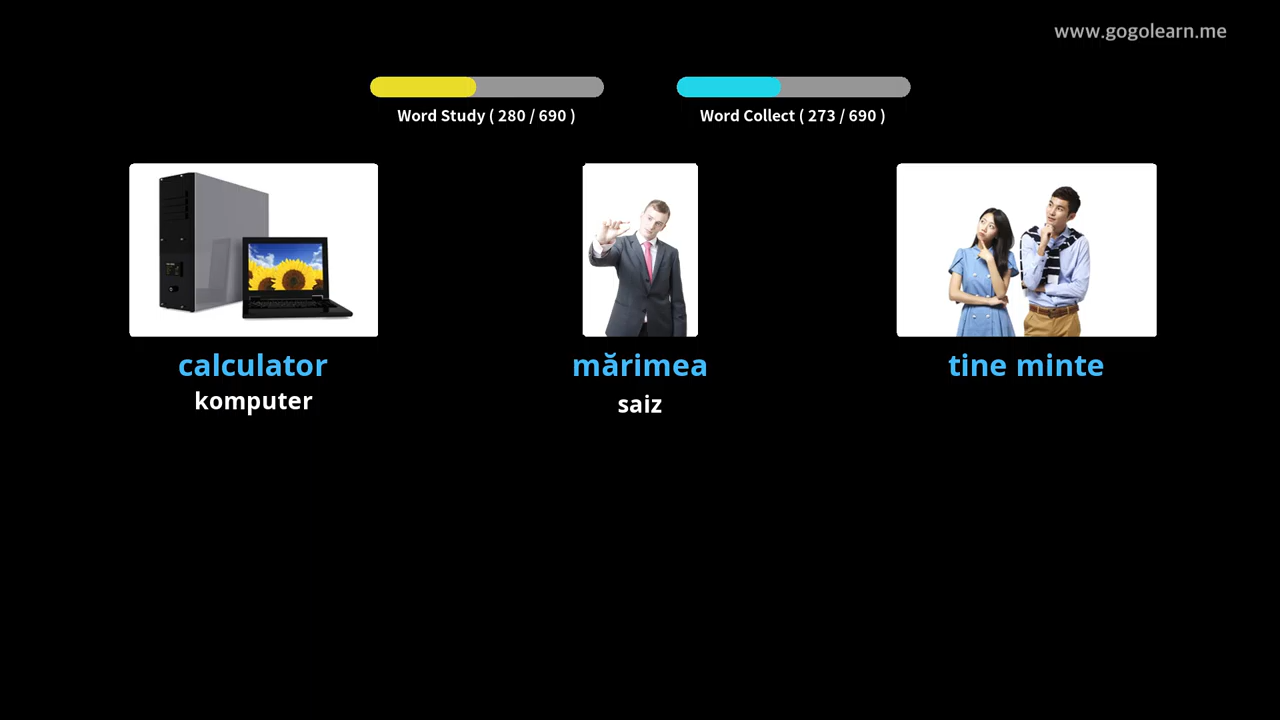 www.gogolearn.me
Word Study ( 280 / 690 )
Word Collect ( 273 / 690 )
calculator
komputer
mărimea
saiz
tine minte